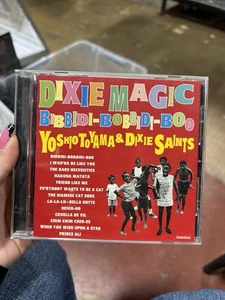 DIXIE MAGIC
BIBBIDI-BOBBIDI-BOO
YOSHIO TOYAMA & DIXIE SAINTS
BIBBIDI-BOBBIDI-BOO
I WAN'NA BE LIKE YOU
THE BARE NECESSITIES
HAKUNA MATATA
FRIEND LIKE ME
EV'RYBODY WANTS TO BE A CAT
THE SIAMESE CAT SONG
LA-LA-LU~BELLA NOTTE
HEIGH-HO
CRUELLA DE VIL
CHIM CHIM CHER-EE
WHEN YOU WISH UPON A STAR
PRINCE ALI